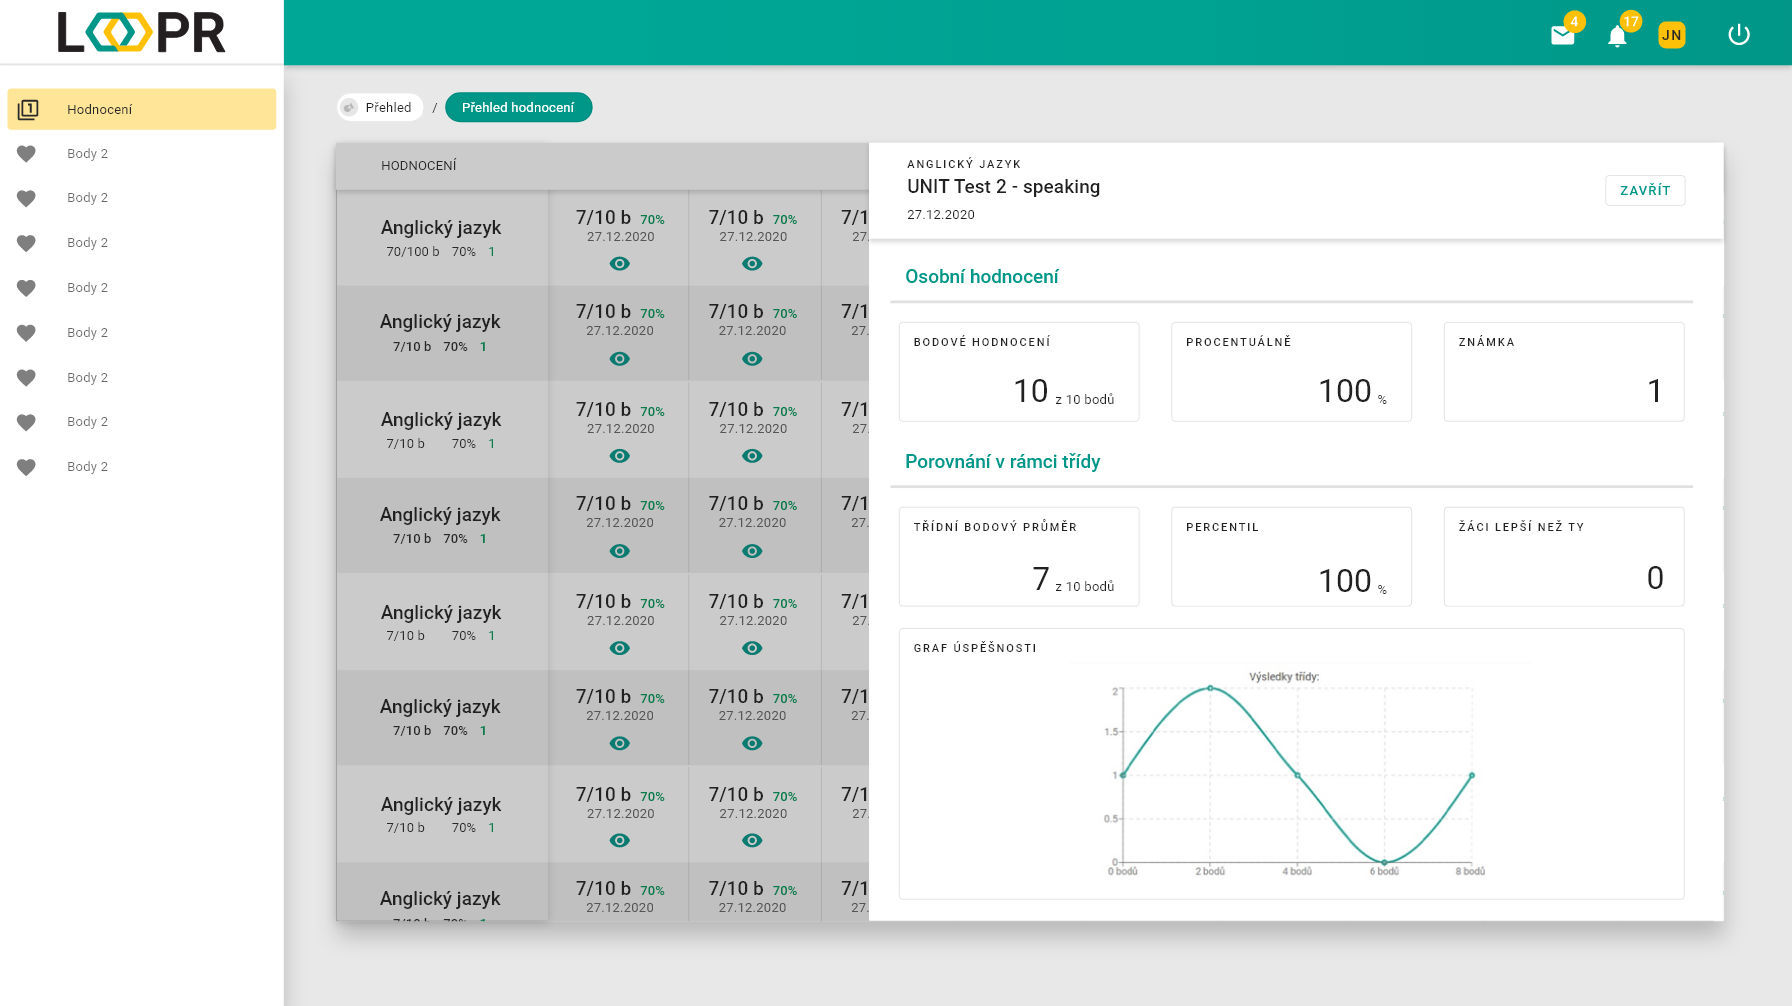 LOOPR
4
17
JN
Hodnocení
Body 2
Body 2
Body 2
Body 2
Body 2
Body 2
Body 2
Body 2
Přehled / Přehled hodnocení
HODNOCENÍ
Anglický jazyk
70/100 b 70% 1
7/10 b 70%
27.12.2020
7/10 b 70%
27.12.2020
7/1
27.
Anglický jazyk
7/10 b 70% 1
7/10 b 70%
27.12.2020
7/10 b 70%
27.12.2020
7/1
27.
Anglický jazyk
7/10 b 70% 1
7/10 b 70%
27.12.2020
7/10 b 70%
27.12.2020
7/1
27.
Anglický jazyk
7/10 b 70% 1
7/10 b 70%
27.12.2020
7/10 b 70%
27.12.2020
7/1
27.
Anglický jazyk
7/10 b 70% 1
7/10 b 70%
27.12.2020
7/10 b 70%
27.12.2020
7/1
27.
Anglický jazyk
7/10 b 70% 1
7/10 b 70%
27.12.2020
7/10 b 70%
27.12.2020
7/1
27.
Anglický jazyk
7/10 b 70% 1
7/10 b 70%
27.12.2020
7/10 b 70%
27.12.2020
7/1
27.
Anglický jazyk
7/10 b 70%
27.12.2020
7/10 b 70%
27.12.2020
7/1
27.
ANGLICKÝ JAZYK
UNIT Test 2 - speaking
27.12.2020
ZAVŘÍT
Osobní hodnocení
BODOVÉ HODNOCENÍ
10 z 10 bodů
PROCENTUÁLNĚ
100 %
ZNÁMKA
1
Porovnání v rámci třídy
TŘÍDNÍ BODOVÝ PRŮMĚR
7 z 10 bodů
PERCENTIL
100 %
ŽÁCI LEPŠÍ NEŽ TY
0
GRAF ÚSPĚŠNOSTI
Výsledky třídy:
2
1.5
1
0.5
0
0 bodů 2 bodů 4 bodů 6 bodů 8 bodů